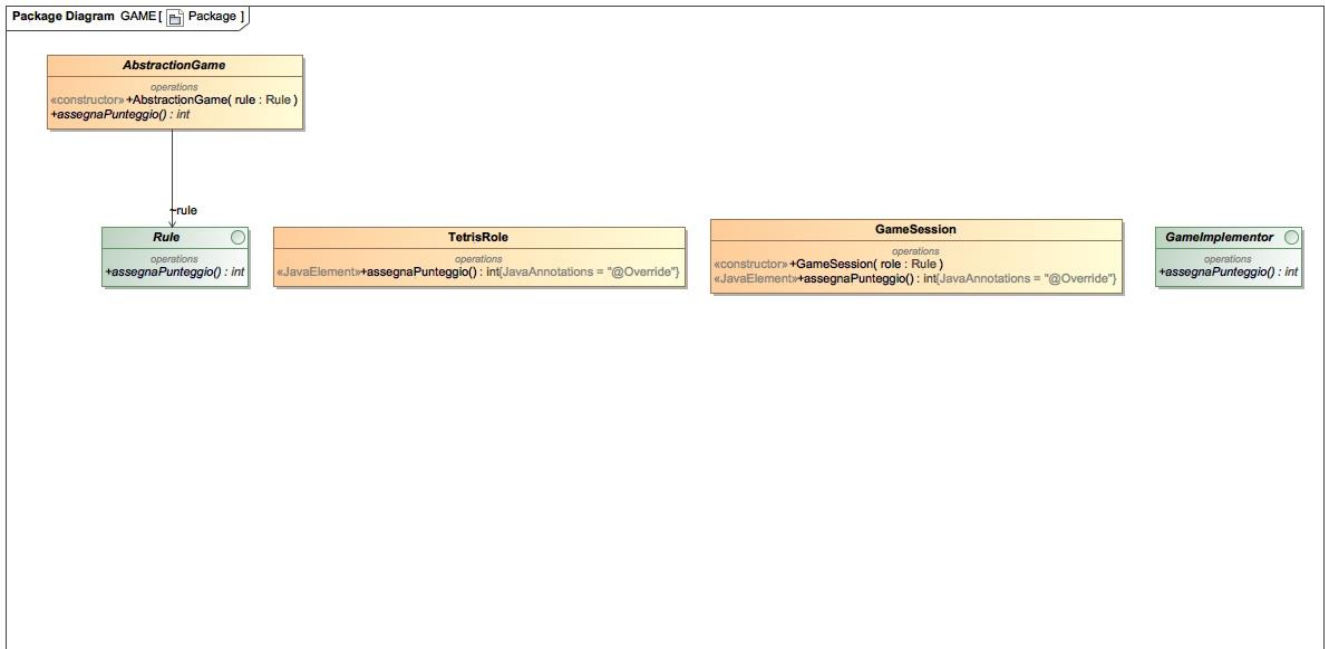 Package Diagram GAME[ Package ]
AbstractionGame
operations
«constructor»+AbstractionGame( rule : Rule )
+assegnaPunteggio() : int
~rule
Rule
operations
+assegnaPunteggio() : int
TetrisRole
operations
«JavaElement»+assegnaPunteggio() : int{JavaAnnotations = "@Override"}
GameSession
operations
«constructor»+GameSession( role : Rule )
«JavaElement»+assegnaPunteggio() : int{JavaAnnotations = "@Override"}
GameImplementor
operations
+assegnaPunteggio() : int